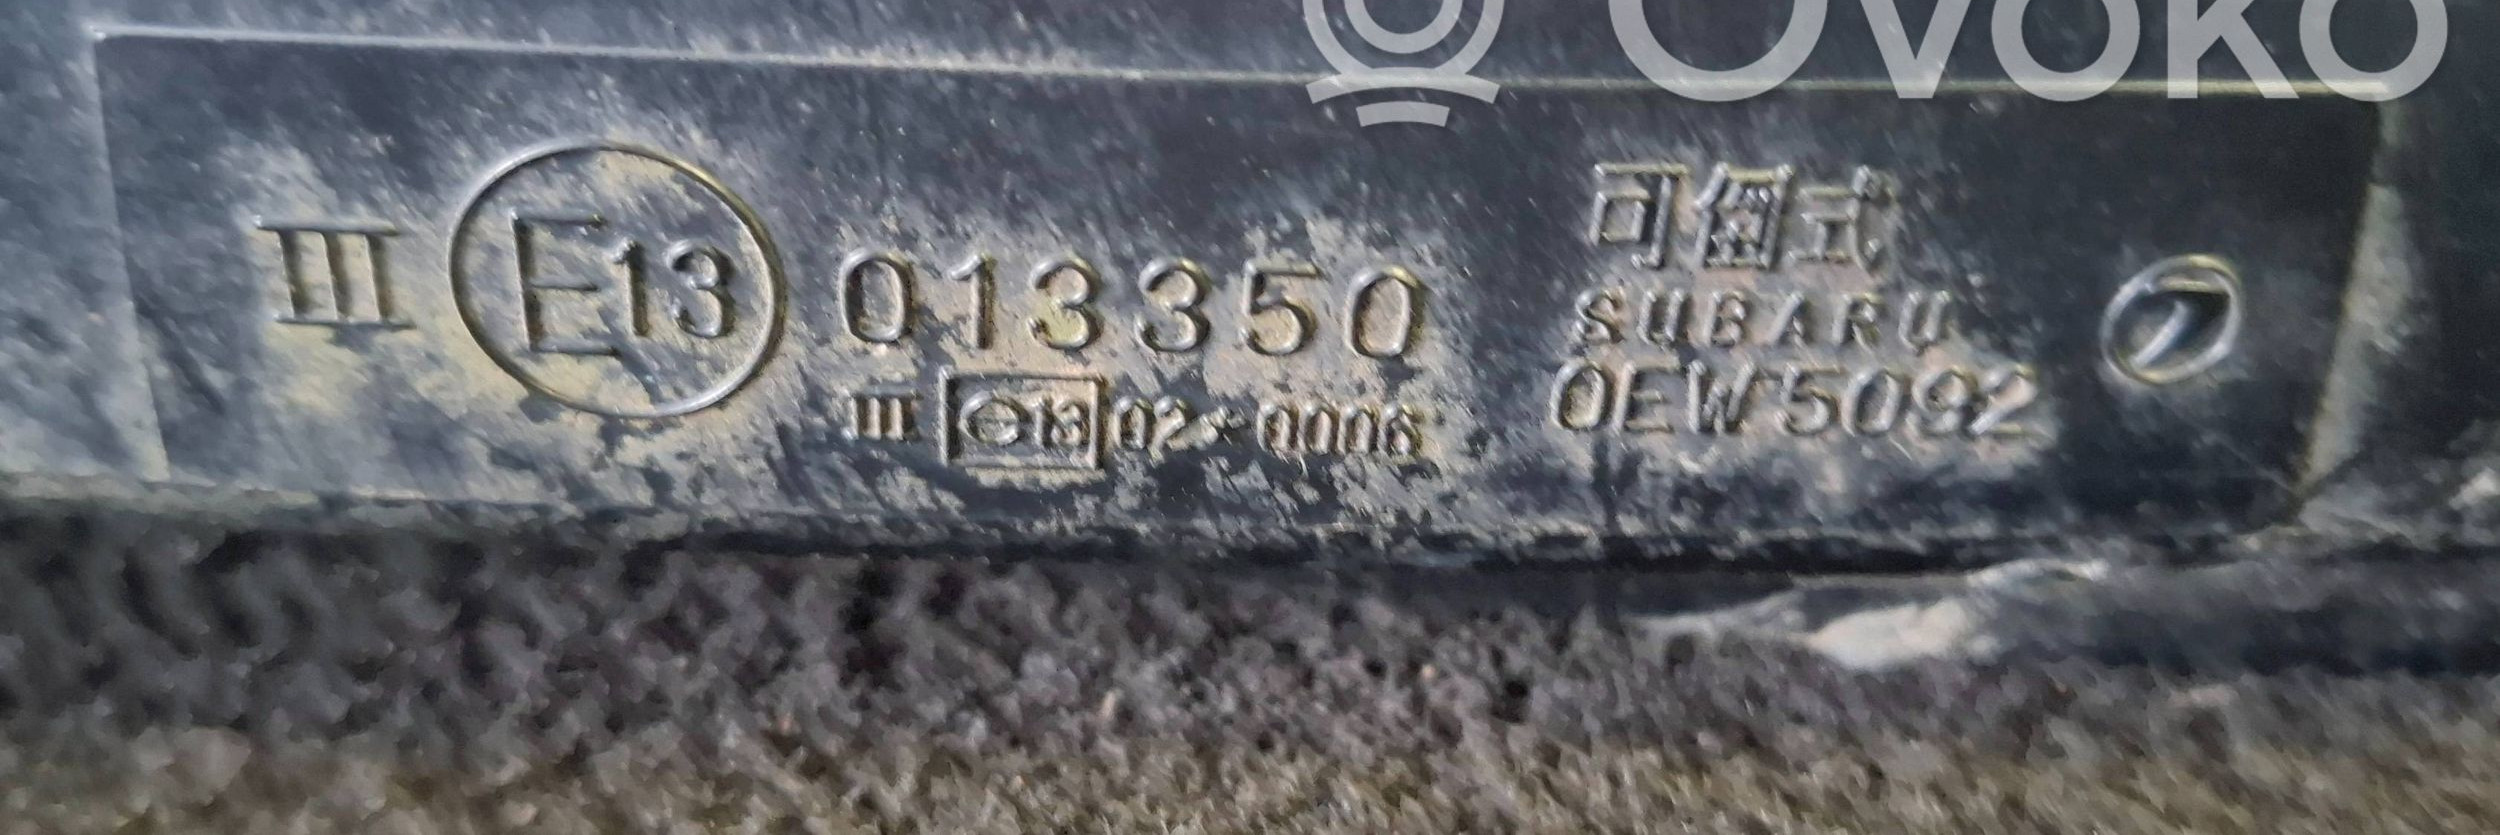 Ovoko
III E13 013350
III e13 02*0006
可倒式
SUBARU
OEW5092